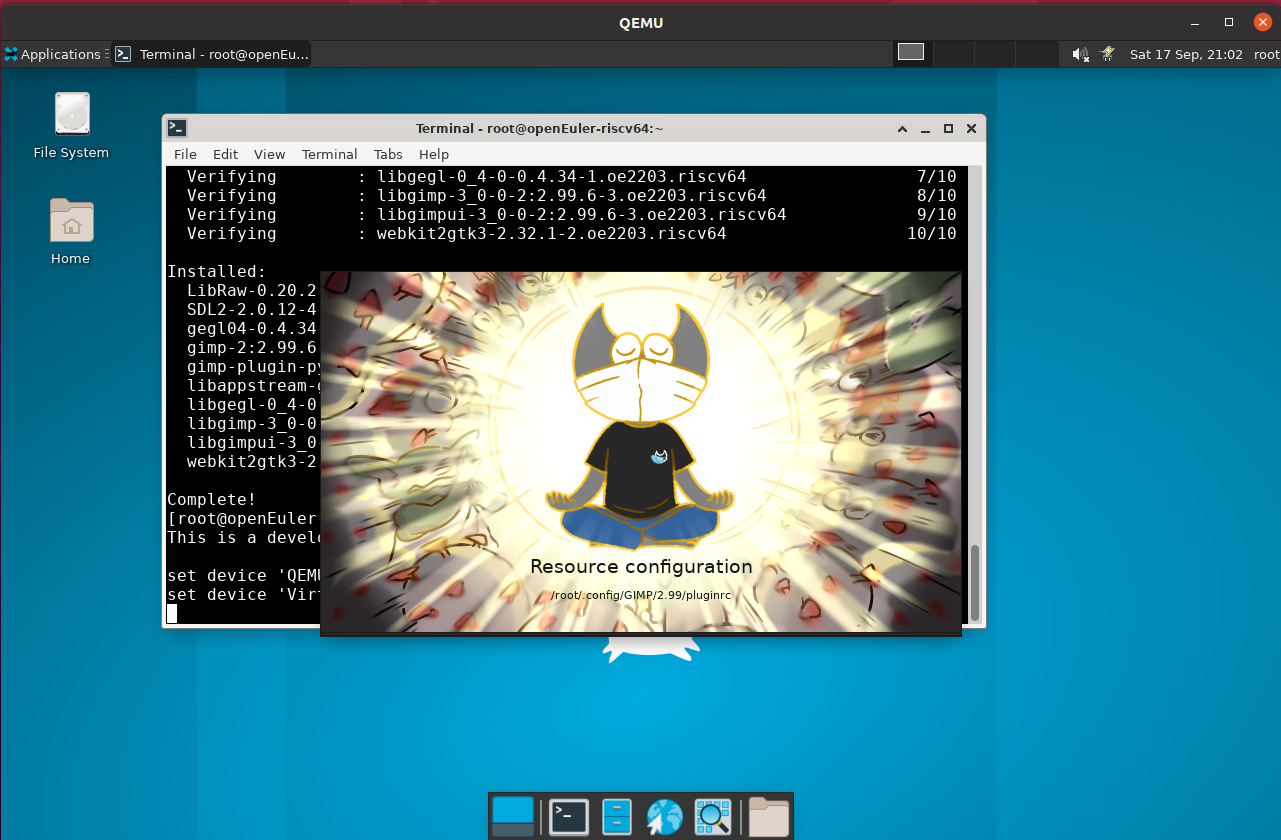 QEMU
Applications
Terminal - root@openEu...
Sat 17 Sep, 21:02
root
File System
Home
Terminal - root@openEuler-riscv64:~
File Edit View Terminal Tabs Help
Verifying : libgegl-0_4-0-0.4.34-1.oe2203.riscv64 7/10
Verifying : libgimp-3_0-0-2:2.99.6-3.oe2203.riscv64 8/10
Verifying : libgimpui-3_0-0-2:2.99.6-3.oe2203.riscv64 9/10
Verifying : webkit2gtk3-2.32.1-2.oe2203.riscv64 10/10
Installed:
LibRaw-0.20.2
SDL2-2.0.12-4
gegl04-0.4.34
gimp-2:2.99.6
gimp-plugin-py
libappstream-
libgegl-0_4-0
libgimp-3_0-0
libgimpui-3_0
webkit2gtk3-2
Complete!
[root@openEuler-
This is a develo
set device 'QEMU
set device 'Virt
Resource configuration
/root/.config/GIMP/2.99/pluginrc